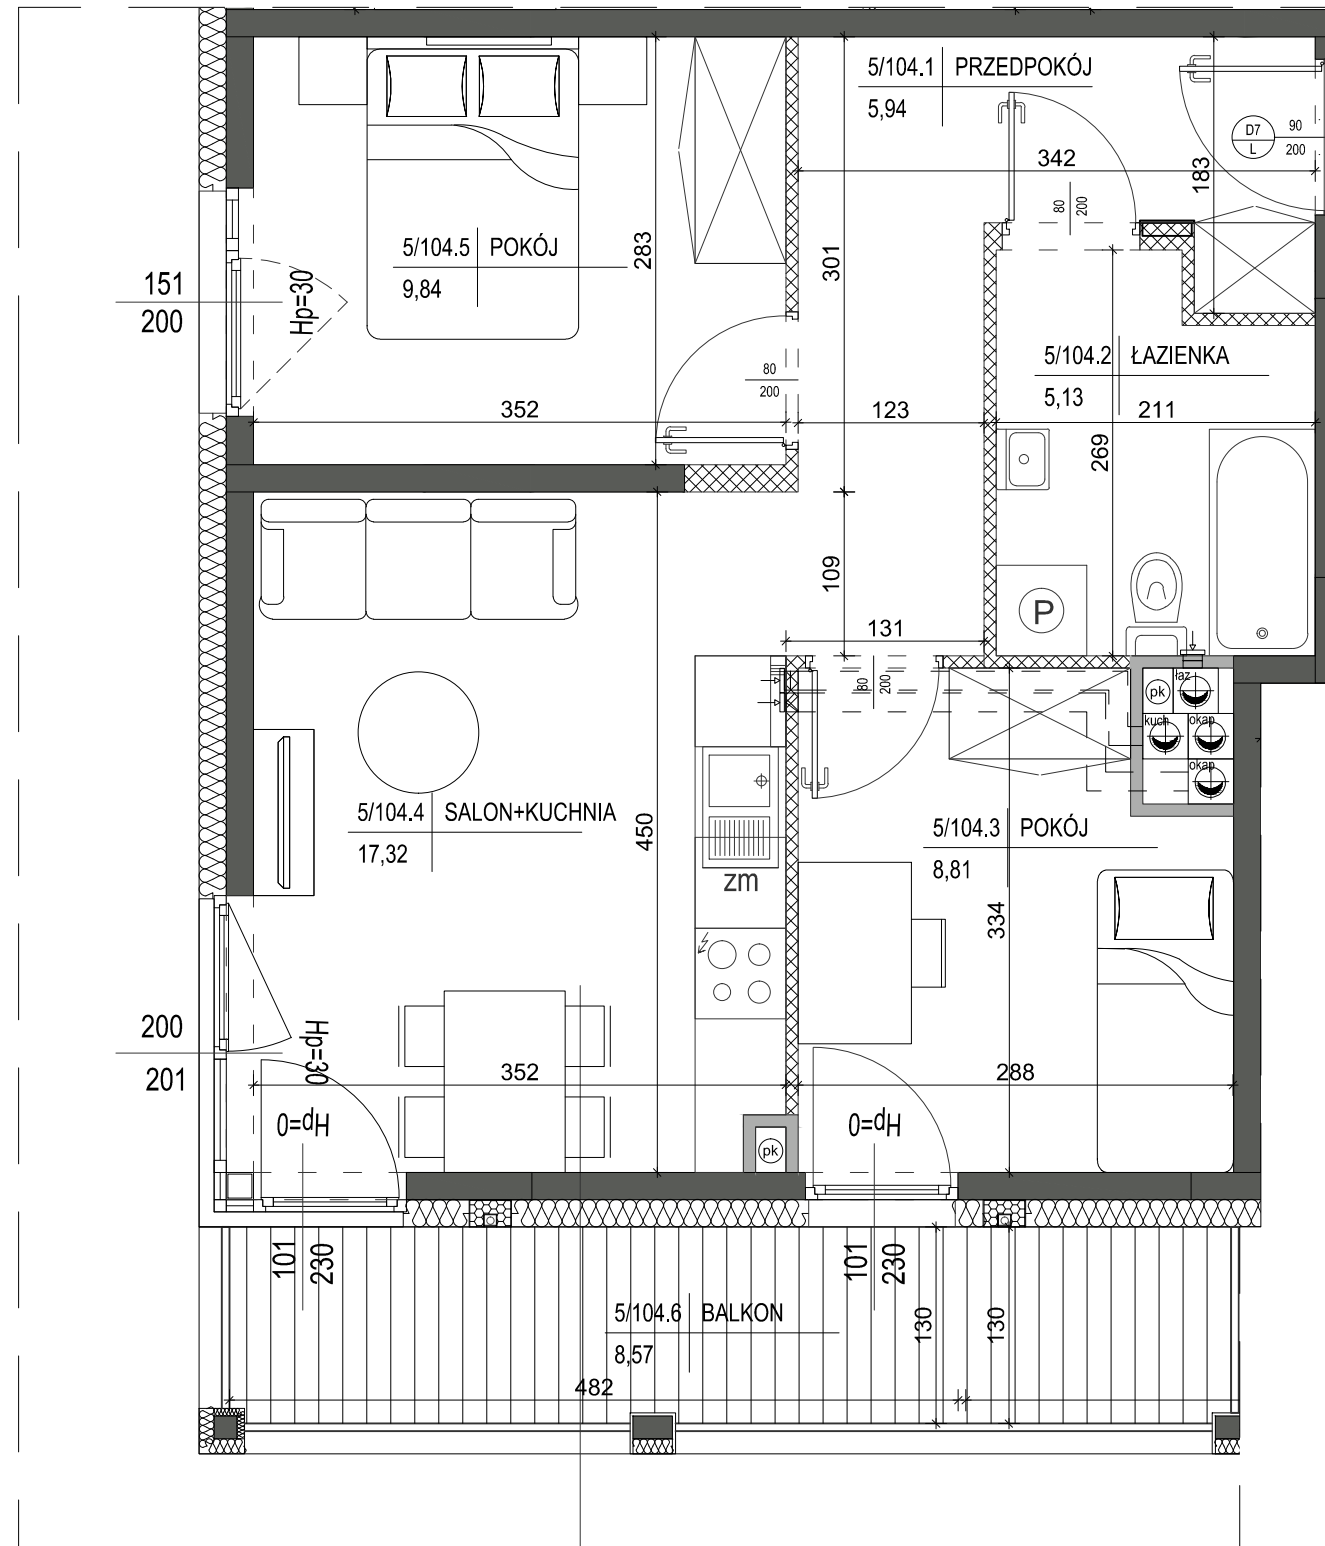 5/104.1 PRZEDPOKÓJ
5,94
D7
L
90
200
342
183
80
200
5/104.5 POKÓJ
9,84
283
301
151
200
Hp=30
5/104.2 ŁAZIENKA
5,13
80
200
352
123
211
269
109
P
131
80
200
pk
łaz
kuch
okap
okap
5/104.4 SALON+KUCHNIA
17,32
450
5/104.3 POKÓJ
8,81
zm
334
200
201
Hp=30
352
288
Hp=0
Hp=0
pk
101
230
101
230
5/104.6 BALKON
8,57
130
130
482